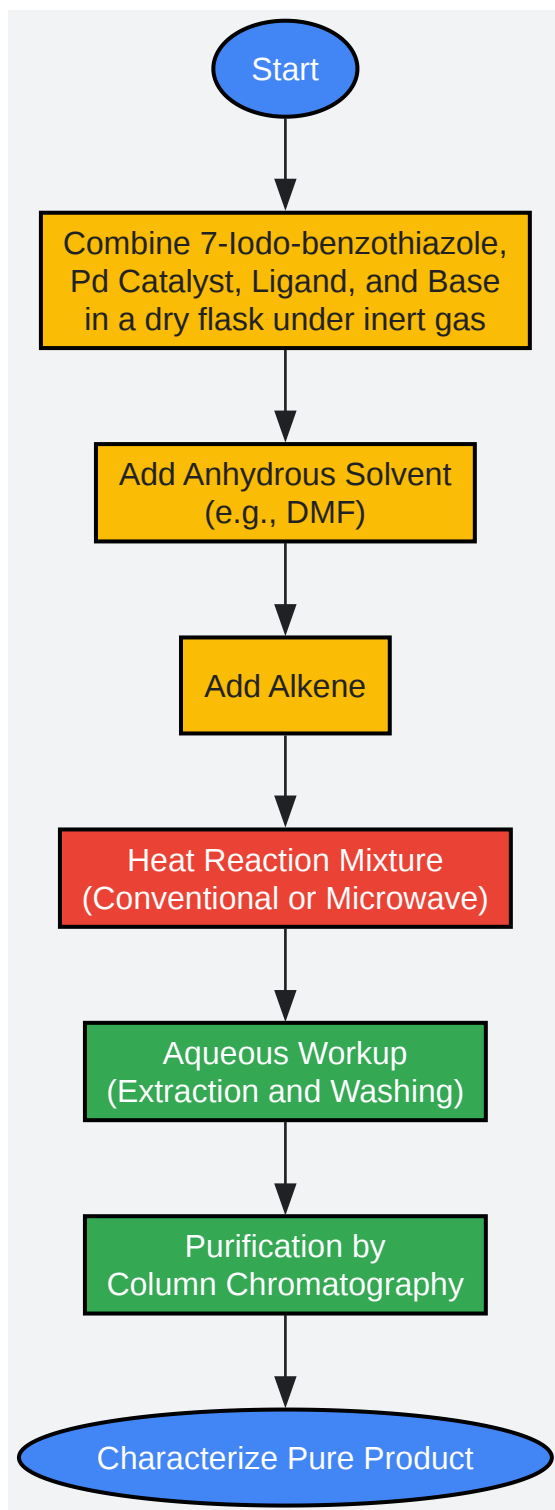 Start
Combine 7-Iodo-benzothiazole,
Pd Catalyst, Ligand, and Base
in a dry flask under inert gas
Add Anhydrous Solvent
(e.g., DMF)
Add Alkene
Heat Reaction Mixture
(Conventional or Microwave)
Aqueous Workup
(Extraction and Washing)
Purification by
Column Chromatography
Characterize Pure Product